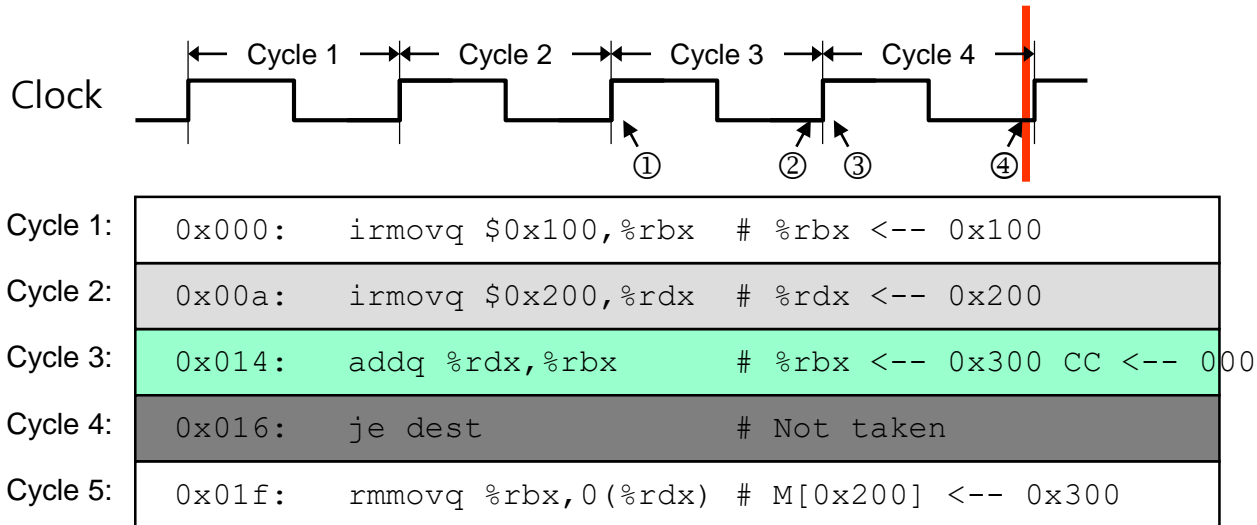 Cycle 1 Cycle 2 Cycle 3 Cycle 4
Clock
① ② ③ ④
Cycle 1: 0x000: irmovq $0x100,%rbx # %rbx <-- 0x100
Cycle 2: 0x00a: irmovq $0x200,%rdx # %rdx <-- 0x200
Cycle 3: 0x014: addq %rdx,%rbx # %rbx <-- 0x300 CC <-- 000
Cycle 4: 0x016: je dest # Not taken
Cycle 5: 0x01f: rmmovq %rbx,0(%rdx) # M[0x200] <-- 0x300